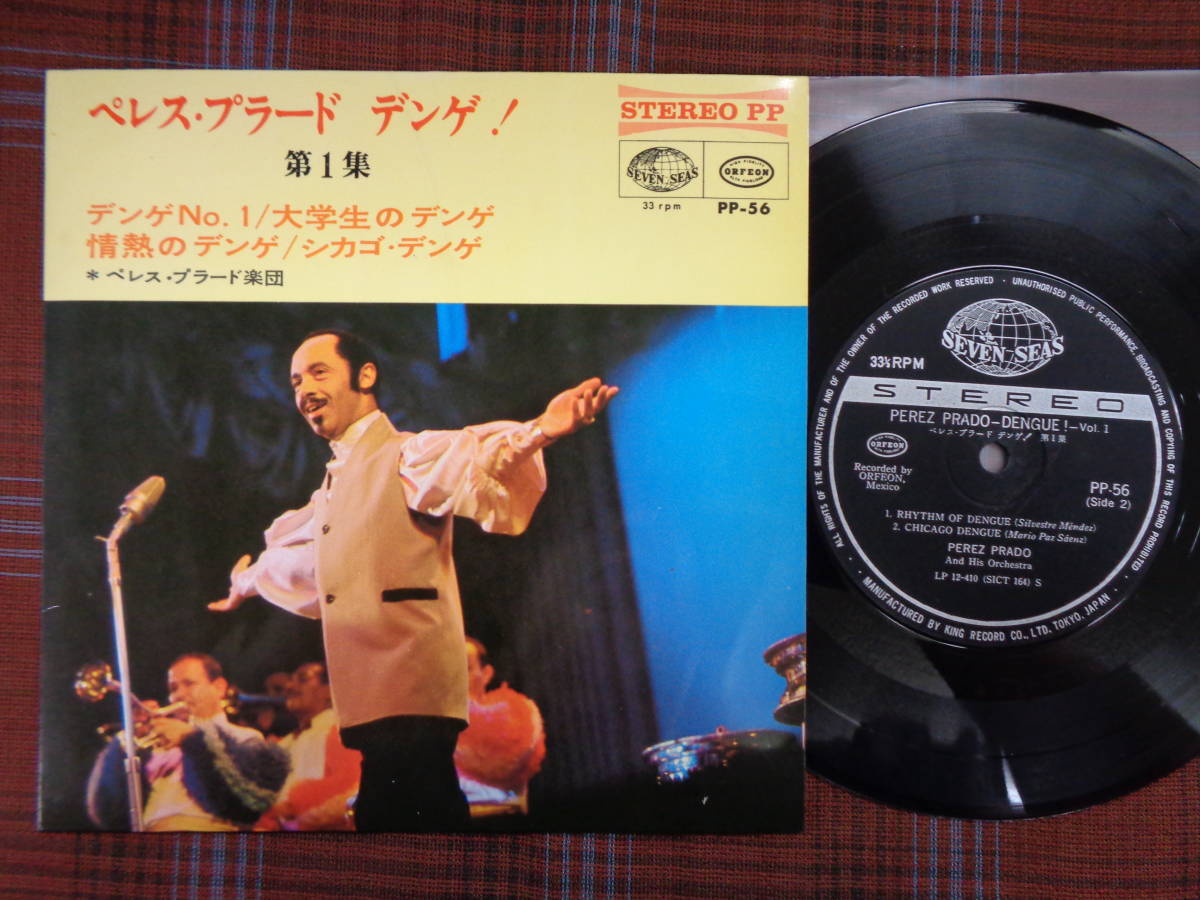 ペレス・プラード デンゲ!
第1集
デンゲNo.1/大学生のデンゲ
情熱のデンゲ/シカゴ・デンゲ
*ペレス・プラード楽団
STEREO PP
SEVEN SEAS
HIGH FIDELITY
ORFEON
ALTA FIDELIDAD
33 rpm
PP-56
ALL RIGHTS OF THE MANUFACTURER AND OF THE OWNER OF THE RECORDED WORK RESERVED - UNAUTHORISED PUBLIC PERFORMANCE, BROADCASTING AND COPYING OF THIS RECORD PROHIBITED
SEVEN SEAS
33⅓RPM
STEREO
PEREZ PRADO-DENGUE!-Vol. 1
ペレス・プラード デンゲ! 第1集
ORFEON
Recorded by
ORFEON,
Mexico
PP-56
(Side 2)
1. RHYTHM OF DENGUE (Silvestre Méndez)
2. CHICAGO DENGUE (Mario Paz Sáenz)
PEREZ PRADO
And His Orchestra
LP 12-410 (SICT 164) S
• MANUFACTURED BY KING RECORD CO., LTD. TOKYO. JAPAN •